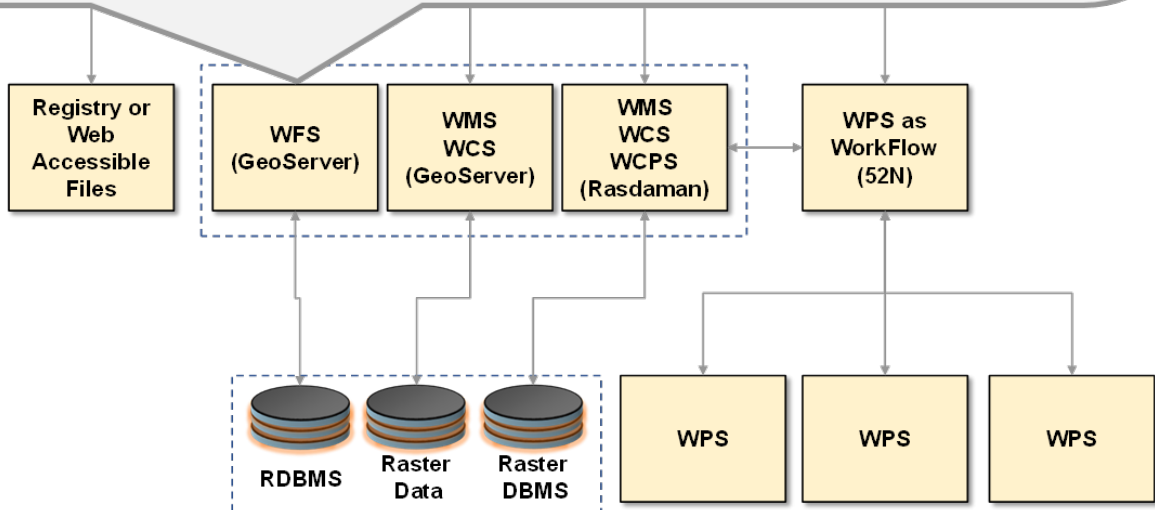 Registry or
Web
Accessible
Files
WFS
(GeoServer)
WMS
WCS
(GeoServer)
WMS
WCS
WCPS
(Rasdaman)
WPS as
WorkFlow
(52N)
RDBMS
Raster
Data
Raster
DBMS
WPS
WPS
WPS